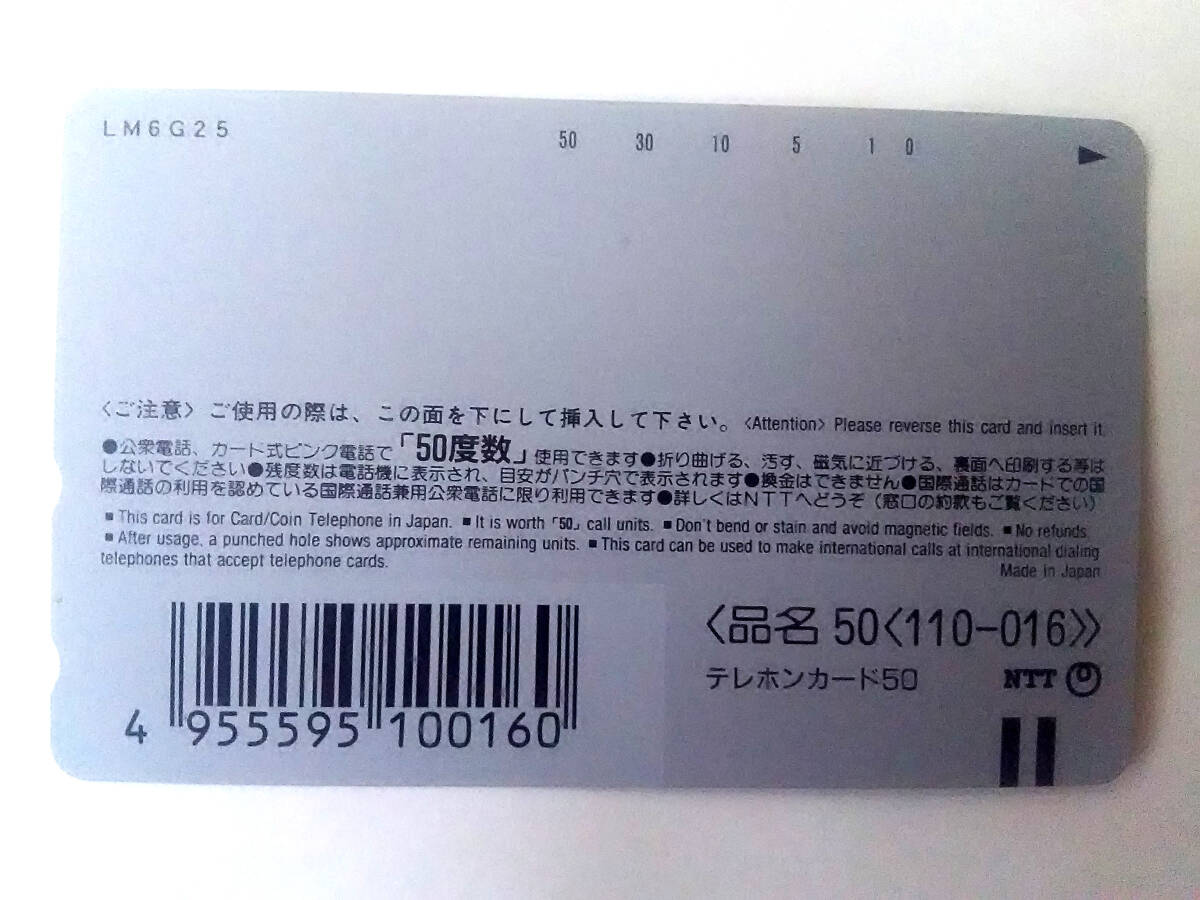 LM6G25
50 30 10 5 1 0
〈ご注意〉ご使用の際は、この面を下にして挿入して下さい。〈Attention〉Please reverse this card and insert it.
●公衆電話、カード式ピンク電話で「50度数」使用できます●折り曲げる、汚す、磁気に近づける、裏面へ印刷する等は
しないでください●残度数は電話機に表示され、目安がパンチ穴で表示されます●換金はできません●国際通話はカードでの国
際通話の利用を認めている国際通話兼用公衆電話に限り利用できます●詳しくはNTTへどうぞ（窓口の約款もご覧ください）
■This card is for Card/Coin Telephone in Japan. ■It is worth「50」call units. ■Don't bend or stain and avoid magnetic fields. ■No refunds.
■After usage, a punched hole shows approximate remaining units. ■This card can be used to make international calls at international dialing
telephones that accept telephone cards.
Made in Japan
〈品名 50〈110-016〉〉
テレホンカード50
NTT
4 955595 100160